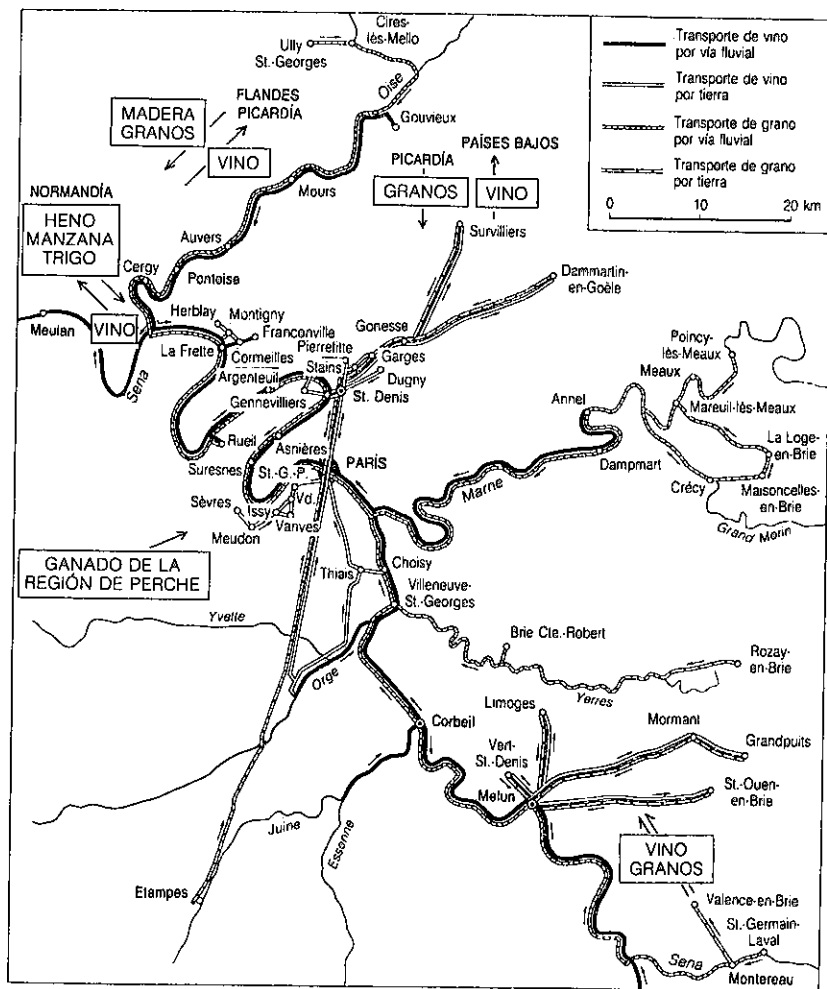 Cires-
lès-Mello
Ully
St.-Georges
Oise
Gouvieux
MADERA
GRANOS
FLANDES
PICARDÍA
VINO
NORMANDÍA
HENO
MANZANA
TRIGO
VINO
PICARDÍA
GRANOS
PAÍSES BAJOS
VINO
Transporte de vino
por vía fluvial
Transporte de vino
por tierra
Transporte de grano
por vía fluvial
Transporte de grano
por tierra
0
20 km
Mours
Auvers
Pontoise
Cergy
Survilliers
Dammartin-
en-Goële
Meulan
Sena
Herblay
Montigny
Franconville
La Frette
Cormeilles
Pierrefitte
Gonesse
Garges
Stains
Dugny
Argenteuil
Gennevilliers
St. Denis
Rueil
Asnières
Suresnes
St.-G.-P.
PARÍS
Vd.
Sèvres
Issy
Vanves
Meudon
Poincy-
lès-Meaux
Meaux
Mareuil-lès-Meaux
Annel
La Loge-
en-Brie
Dampmart
Marne
Crécy
Maisoncelles-
en-Brie
Grand Morin
GANADO DE LA
REGIÓN DE PERCHE
Choisy
Thiais
Villeneuve-
St.-Georges
Yvette
Orge
Brie Cte.-Robert
Yerres
Rozay-
en-Brie
Corbeil
Limoges
Vert-
St.-Denis
Melun
Mormant
Grandpuits
St.-Ouen-
en-Brie
Juine
Essonne
Etampes
VINO
GRANOS
Valence-en-Brie
St.-Germain-
Laval
Sena
Montereau